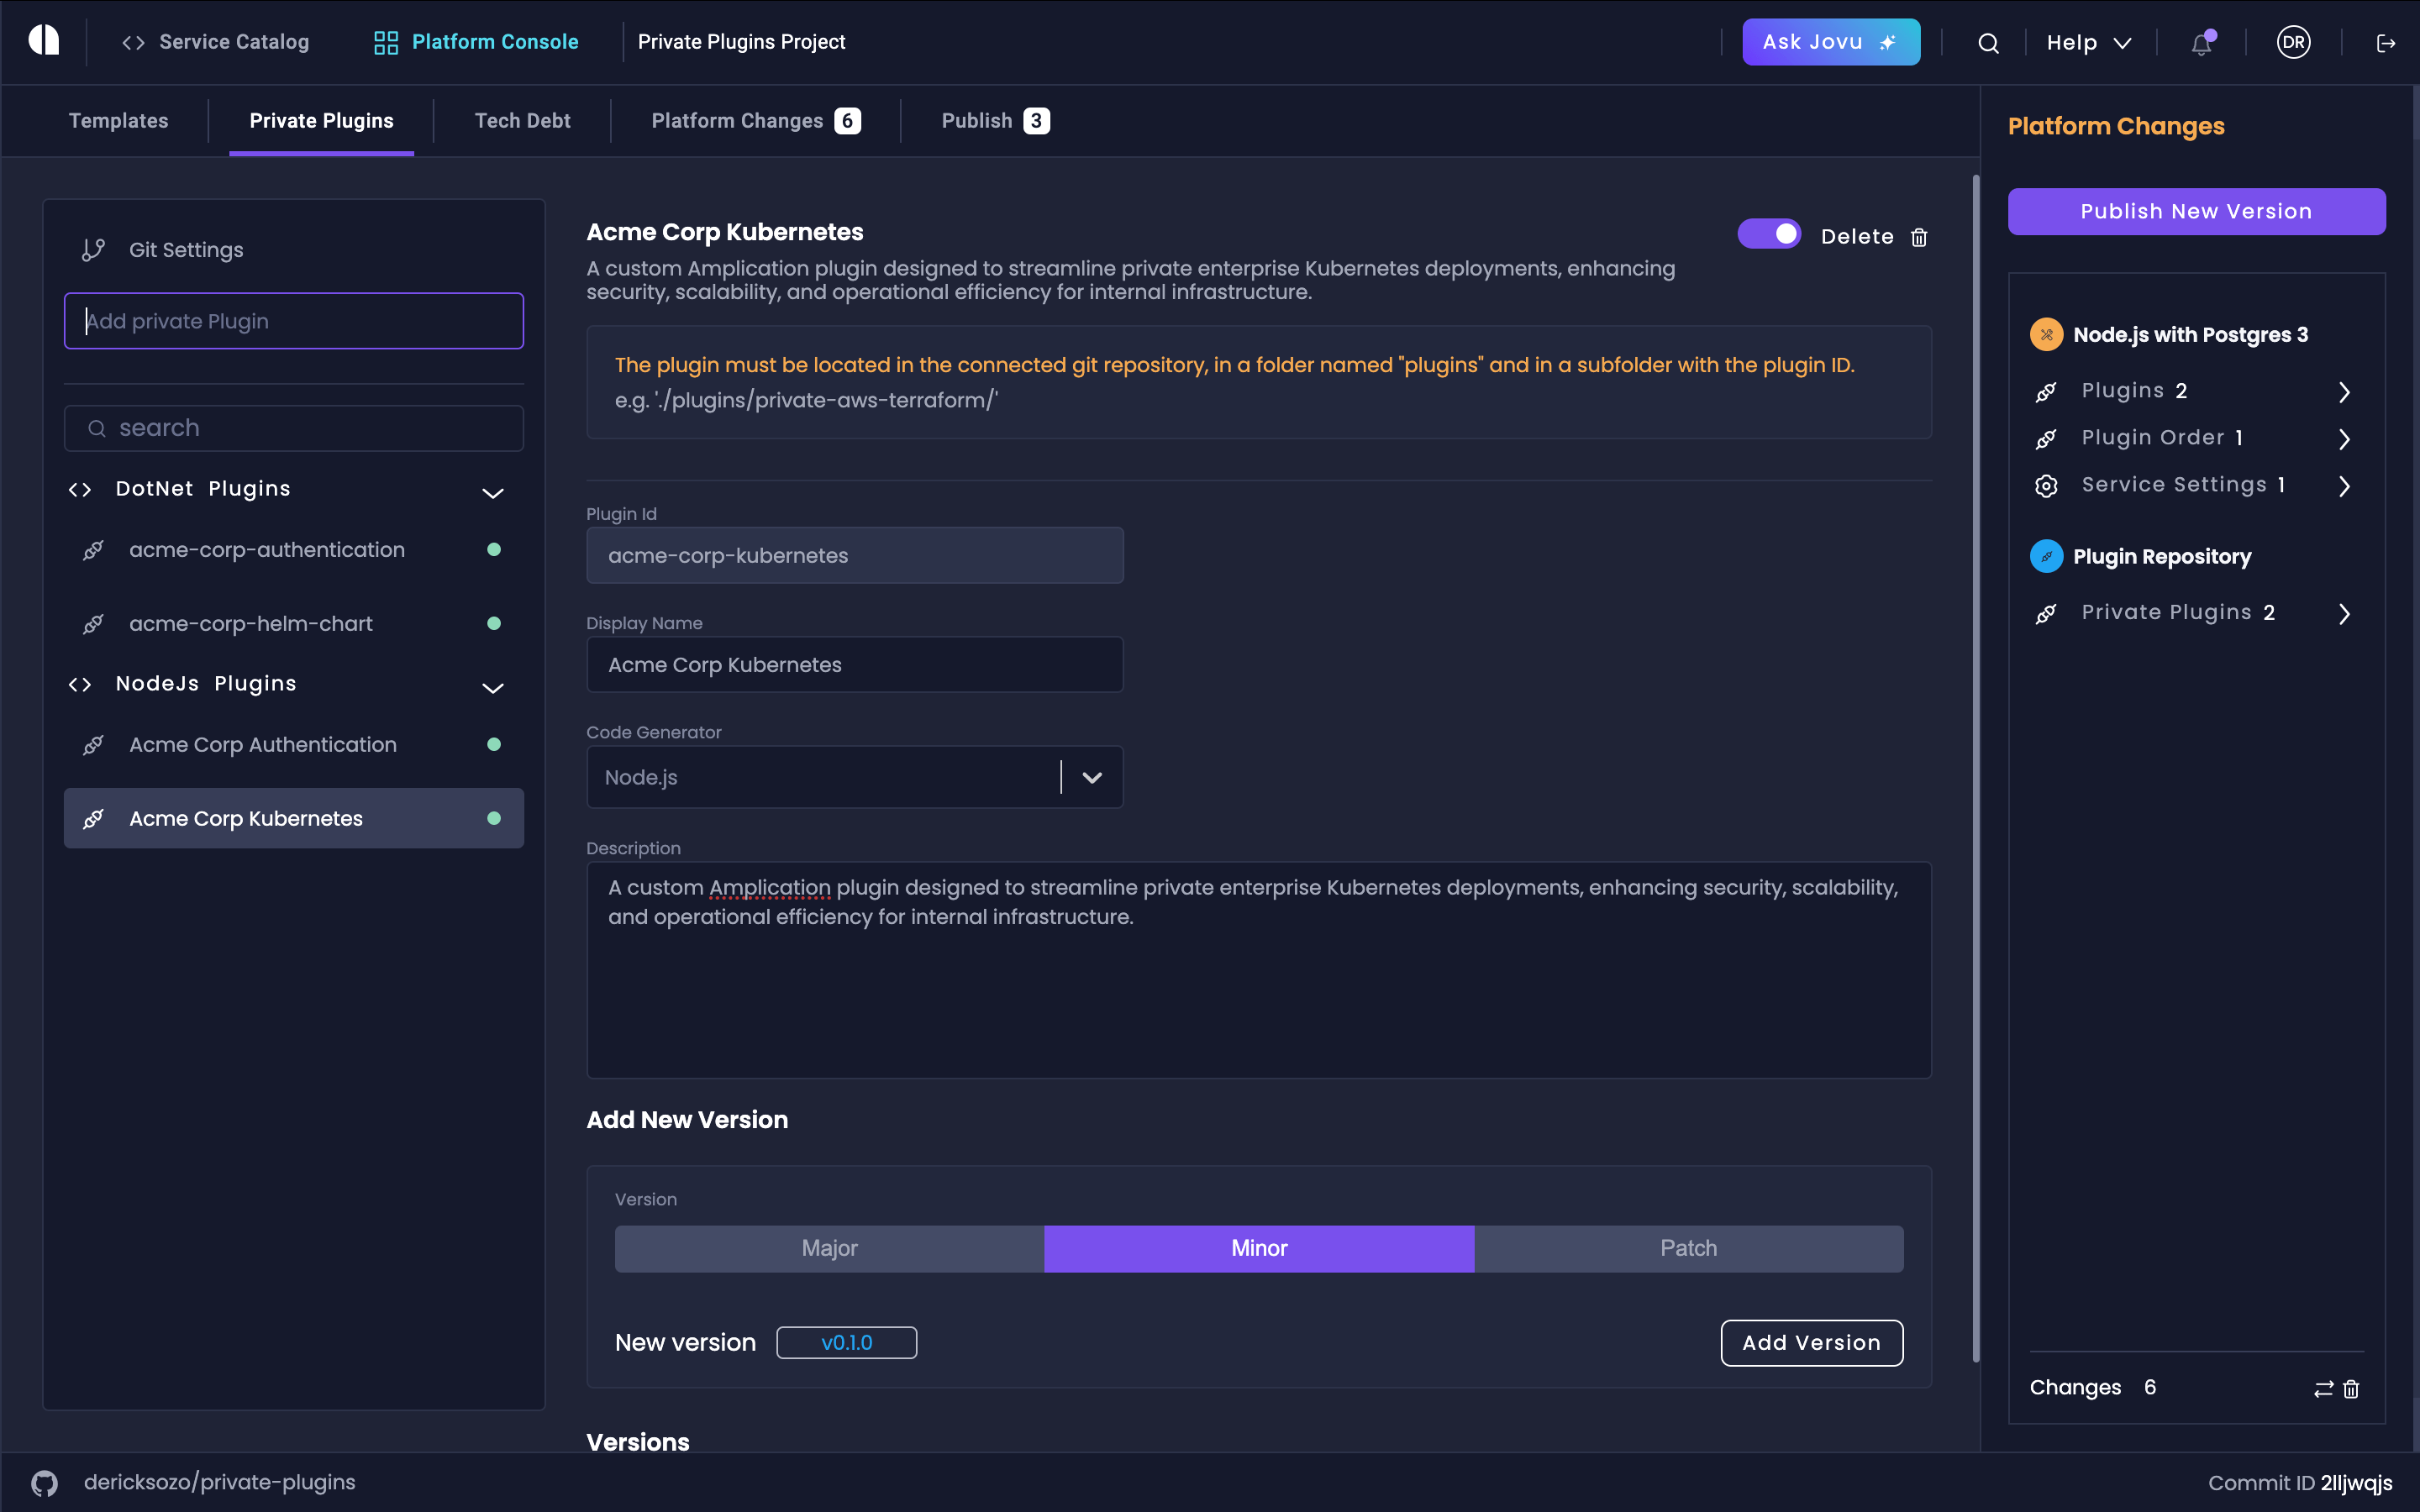 Service Catalog
Platform Console
Private Plugins Project
Ask Jovu
Help
DR
Templates
Private Plugins
Tech Debt
Platform Changes 6
Publish 3
Git Settings
Add private Plugin
search
DotNet Plugins
acme-corp-authentication
acme-corp-helm-chart
NodeJs Plugins
Acme Corp Authentication
Acme Corp Kubernetes
Acme Corp Kubernetes
Delete
A custom Amplication plugin designed to streamline private enterprise Kubernetes deployments, enhancing
security, scalability, and operational efficiency for internal infrastructure.
The plugin must be located in the connected git repository, in a folder named "plugins" and in a subfolder with the plugin ID.
e.g. './plugins/private-aws-terraform/'
Plugin Id
acme-corp-kubernetes
Display Name
Acme Corp Kubernetes
Code Generator
Node.js
Description
A custom Amplication plugin designed to streamline private enterprise Kubernetes deployments, enhancing security, scalability,
and operational efficiency for internal infrastructure.
Add New Version
Version
Major
Minor
Patch
New version
v0.1.0
Add Version
Versions
Platform Changes
Publish New Version
Node.js with Postgres 3
Plugins 2
Plugin Order 1
Service Settings 1
Plugin Repository
Private Plugins 2
Changes 6
dericksozo/private-plugins
Commit ID 2lljwqjs